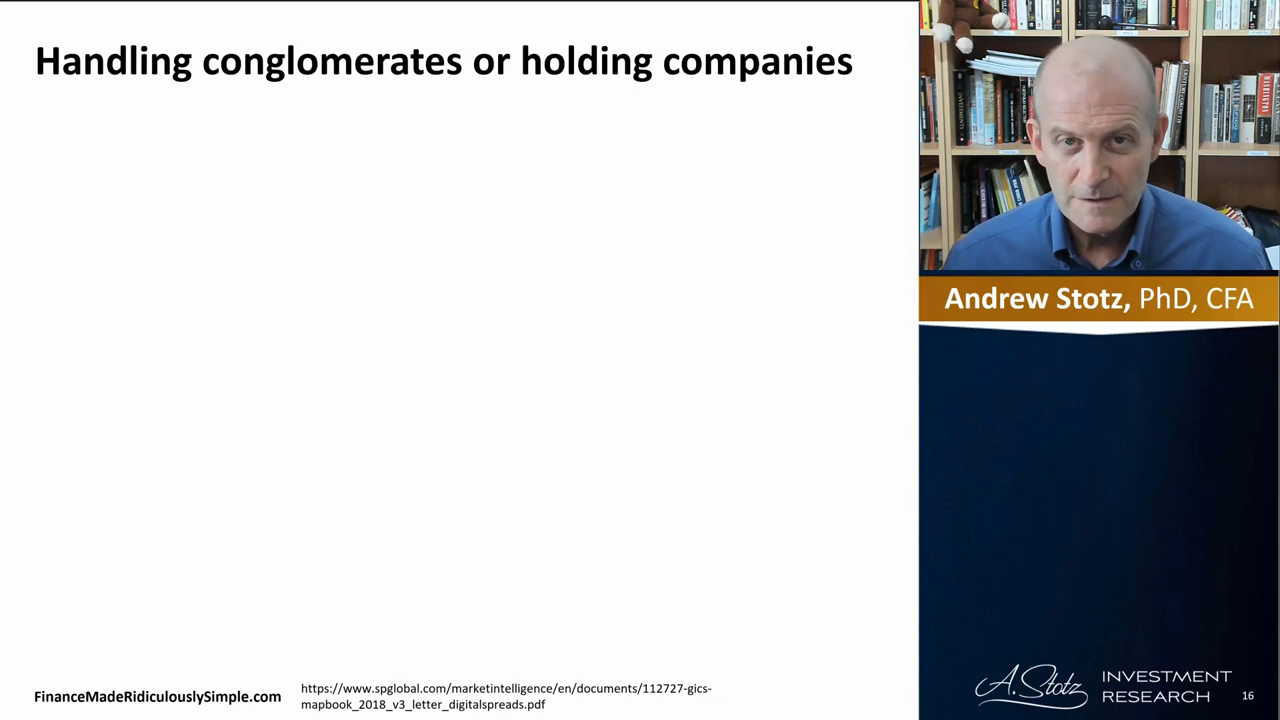 Handling conglomerates or holding companies
Andrew Stotz, PhD, CFA
FinanceMadeRidiculouslySimple.com
https://www.spglobal.com/marketintelligence/en/documents/112727-gics-
mapbook_2018_v3_letter_digitalspreads.pdf
A. Stotz
INVESTMENT
RESEARCH
16